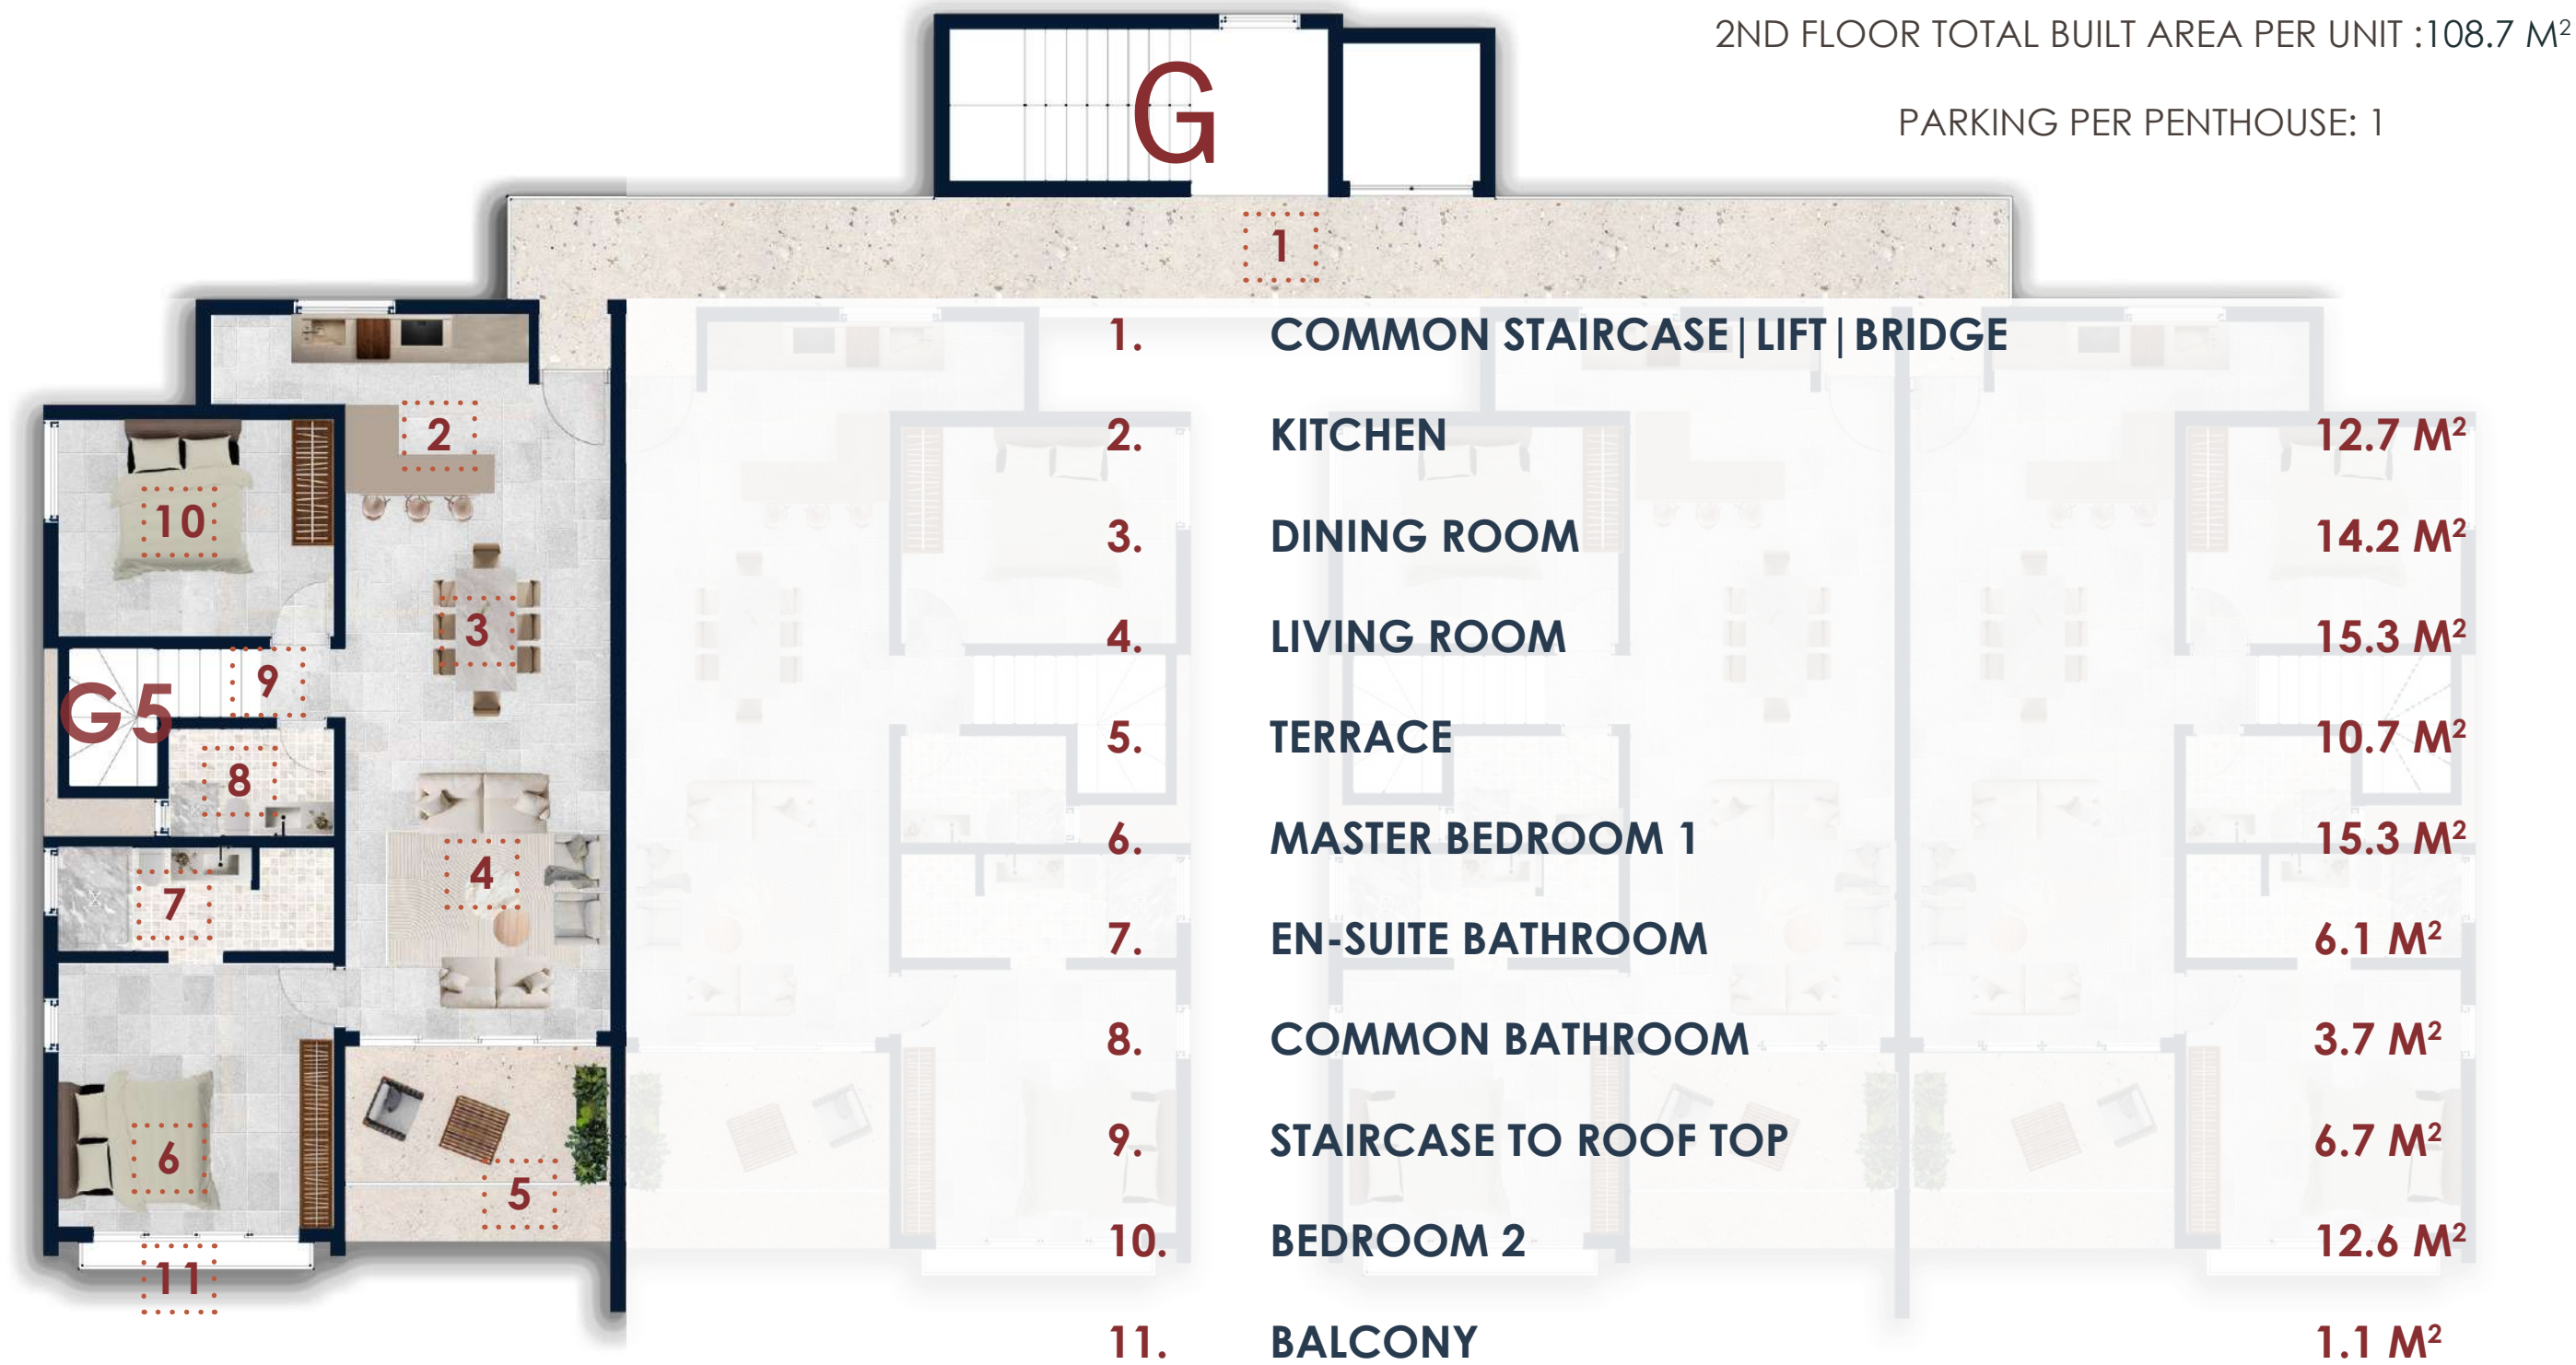 2ND FLOOR TOTAL BUILT AREA PER UNIT :108.7 M²
PARKING PER PENTHOUSE: 1
G
1
2
10
3
9
G5
8
4
7
6
5
11
1. COMMON STAIRCASE|LIFT|BRIDGE
2. KITCHEN 12.7 M²
3. DINING ROOM 14.2 M²
4. LIVING ROOM 15.3 M²
5. TERRACE 10.7 M²
6. MASTER BEDROOM 1 15.3 M²
7. EN-SUITE BATHROOM 6.1 M²
8. COMMON BATHROOM 3.7 M²
9. STAIRCASE TO ROOF TOP 6.7 M²
10. BEDROOM 2 12.6 M²
11. BALCONY 1.1 M²